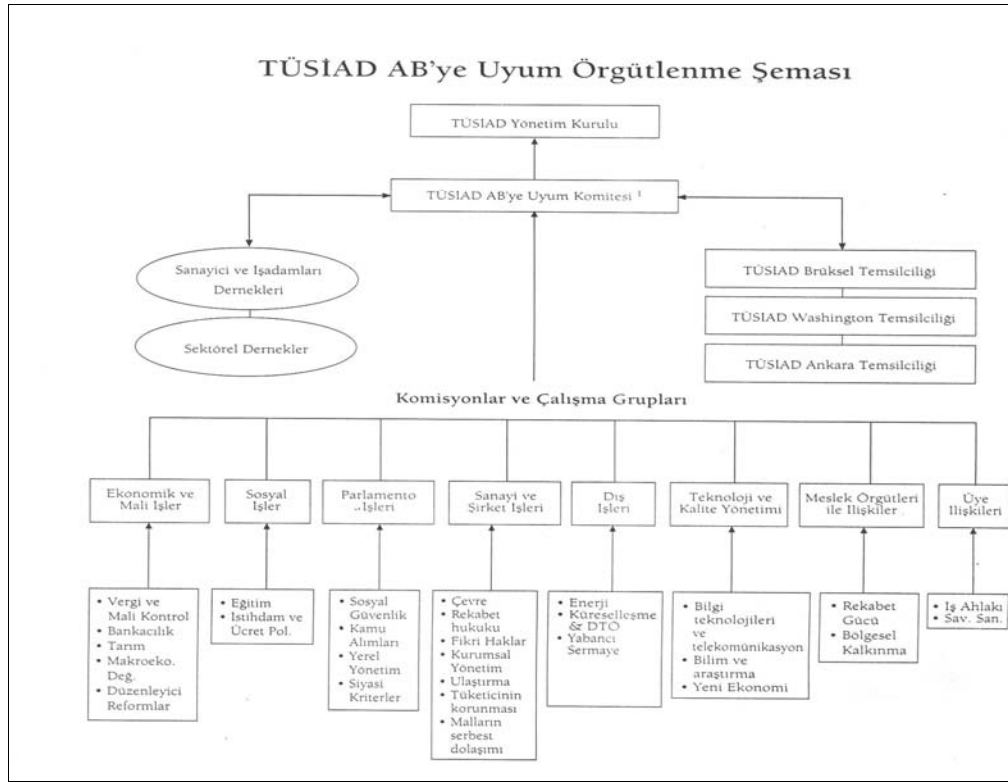 TÜSİAD AB'ye Uyum Örgütlenme Şeması
TÜSİAD Yönetim Kurulu
TÜSİAD AB'ye Uyum Komitesi 1
Sanayici ve İşadamları
Dernekleri
Sektörel Dernekler
TÜSİAD Brüksel Temsilciliği
TÜSİAD Washington Temsilciliği
TÜSİAD Ankara Temsilciliği
Komisyonlar ve Çalışma Grupları
Ekonomik ve
Mali İşler
Sosyal
İşler
Parlamento
İşleri
Sanayi ve
Şirket İşleri
Dış
İşleri
Teknoloji ve
Kalite Yönetimi
Meslek Örgütleri
ile İlişkiler
Üye
İlişkileri
• Vergi ve
Mali Kontrol
• Bankacılık
• Tarım
• Makroeko.
Değ.
• Düzenleyici
Reformlar
• Eğitim
• İstihdam ve
Ücret Pol.
• Sosyal
Güvenlik
• Kamu
Alımları
• Yerel
Yönetim
• Siyasi
Kriterler
• Çevre
• Rekabet
hukuku
• Fikri Haklar
• Kurumsal
Yönetim
• Ulaştırma
• Tüketicinin
korunması
• Malların
serbest
dolaşımı
• Enerji
• Küreselleşme
& DTÖ
• Yabancı
Sermaye
• Bilgi
teknolojileri
ve
telekomünikasyon
• Bilim ve
araştırma
• Yeni Ekonomi
• Rekabet
Gücü
• Bölgesel
Kalkınma
• İş Ahlakı
• Sav. San.